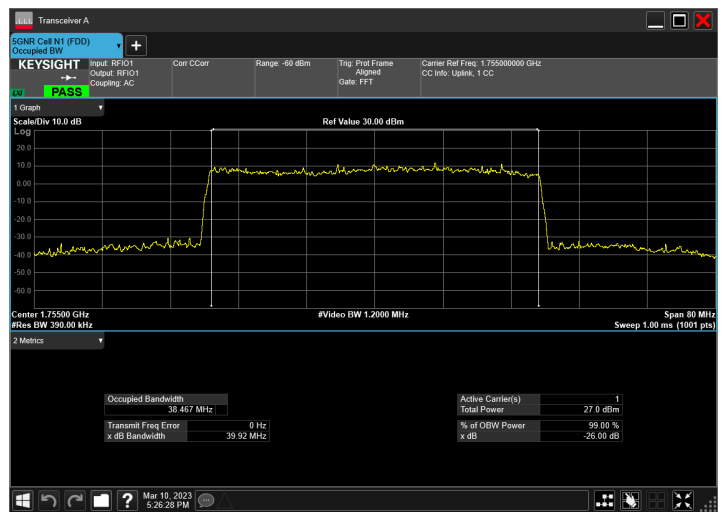 Transceiver A
5GNR Cell N1 (FDD)
Occupied BW
+
KEYSIGHT
LXI
PASS
Input: RFIO1
Output: RFIO1
Coupling: AC
Corr CCorr
Range: -60 dBm
Trig: Prot Frame
Aligned
Gate: FFT
Carrier Ref Freq: 1.755000000 GHz
CC Info: Uplink, 1 CC
1 Graph
Scale/Div 10.0 dB
Ref Value 30.00 dBm
Log
20.0
10.0
0.00
-10.0
-20.0
-30.0
-40.0
-50.0
-60.0
Center 1.75500 GHz
#Video BW 1.2000 MHz
Span 80 MHz
#Res BW 390.00 kHz
Sweep 1.00 ms (1001 pts)
2 Metrics
Occupied Bandwidth
38.467 MHz
Transmit Freq Error 0 Hz
x dB Bandwidth 39.92 MHz
Active Carrier(s) 1
Total Power 27.0 dBm
% of OBW Power 99.00 %
x dB -26.00 dB
?
Mar 10, 2023
5:26:28 PM